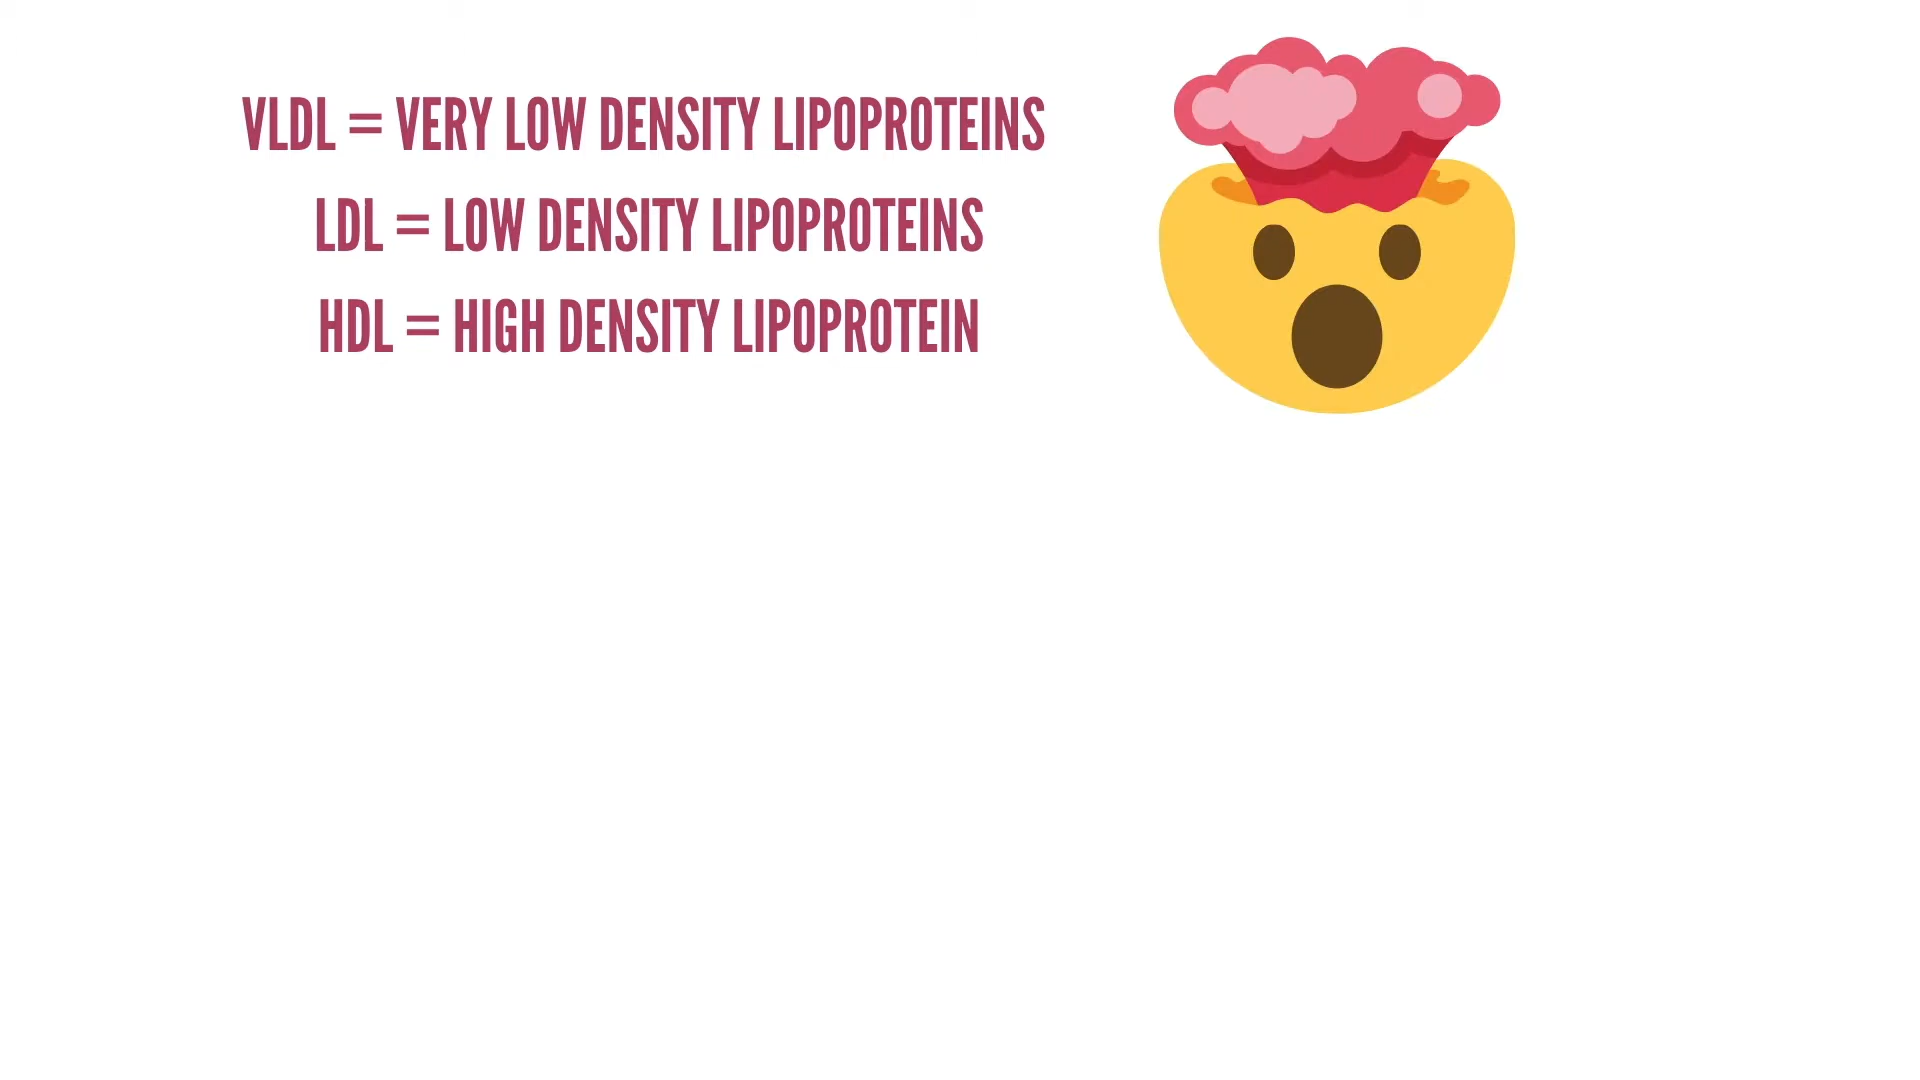 VLDL = VERY LOW DENSITY LIPOPROTEINS
LDL = LOW DENSITY LIPOPROTEINS
HDL = HIGH DENSITY LIPOPROTEIN